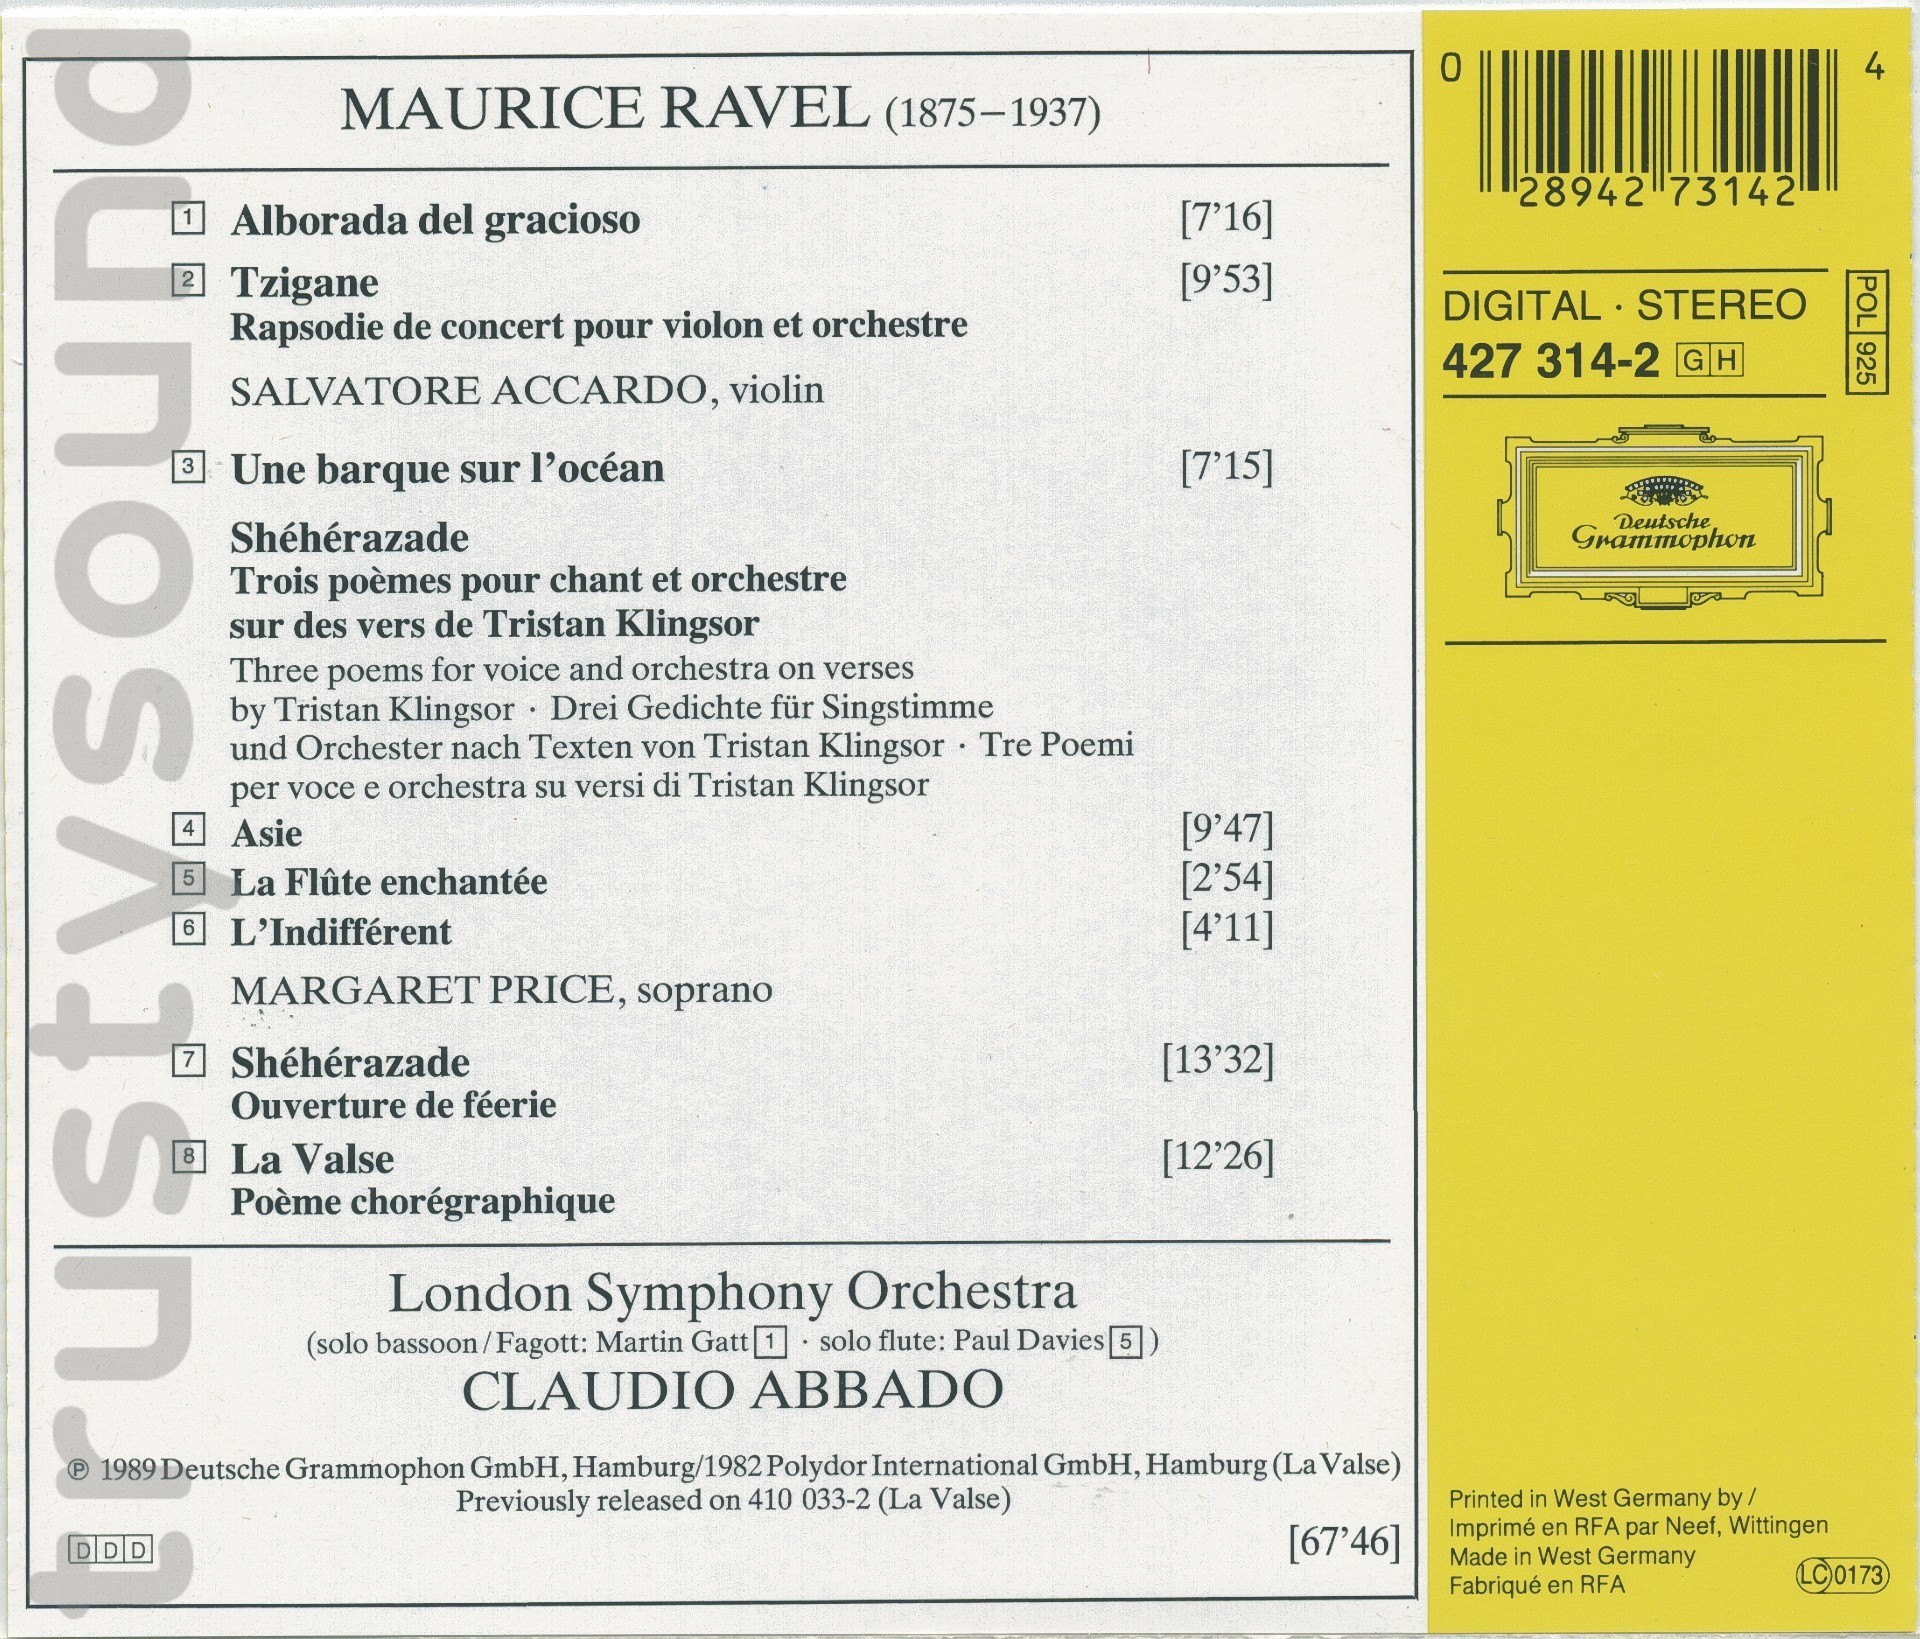 MAURICE RAVEL (1875–1937)
1 Alborada del gracioso [7’16]
2 Tzigane [9’53]
Rapsodie de concert pour violon et orchestre
SALVATORE ACCARDO, violin
3 Une barque sur l’océan [7’15]
Shéhérazade
Trois poèmes pour chant et orchestre
sur des vers de Tristan Klingsor
Three poems for voice and orchestra on verses
by Tristan Klingsor · Drei Gedichte für Singstimme
und Orchester nach Texten von Tristan Klingsor · Tre Poemi
per voce e orchestra su versi di Tristan Klingsor
4 Asie [9’47]
5 La Flûte enchantée [2’54]
6 L’Indifférent [4’11]
MARGARET PRICE, soprano
7 Shéhérazade [13’32]
Ouverture de féerie
8 La Valse [12’26]
Poème chorégraphique
London Symphony Orchestra
(solo bassoon/Fagott: Martin Gatt 1 · solo flute: Paul Davies 5)
CLAUDIO ABBADO
℗ 1989 Deutsche Grammophon GmbH, Hamburg/1982 Polydor International GmbH, Hamburg (La Valse)
Previously released on 410 033-2 (La Valse)
DDD [67’46]
trustysound
0 28942 73142 4
DIGITAL · STEREO
427 314-2 GH
POL 925
Deutsche
Grammophon
Printed in West Germany by /
Imprimé en RFA par Neef, Wittingen
Made in West Germany
Fabriqué en RFA
LC 0173